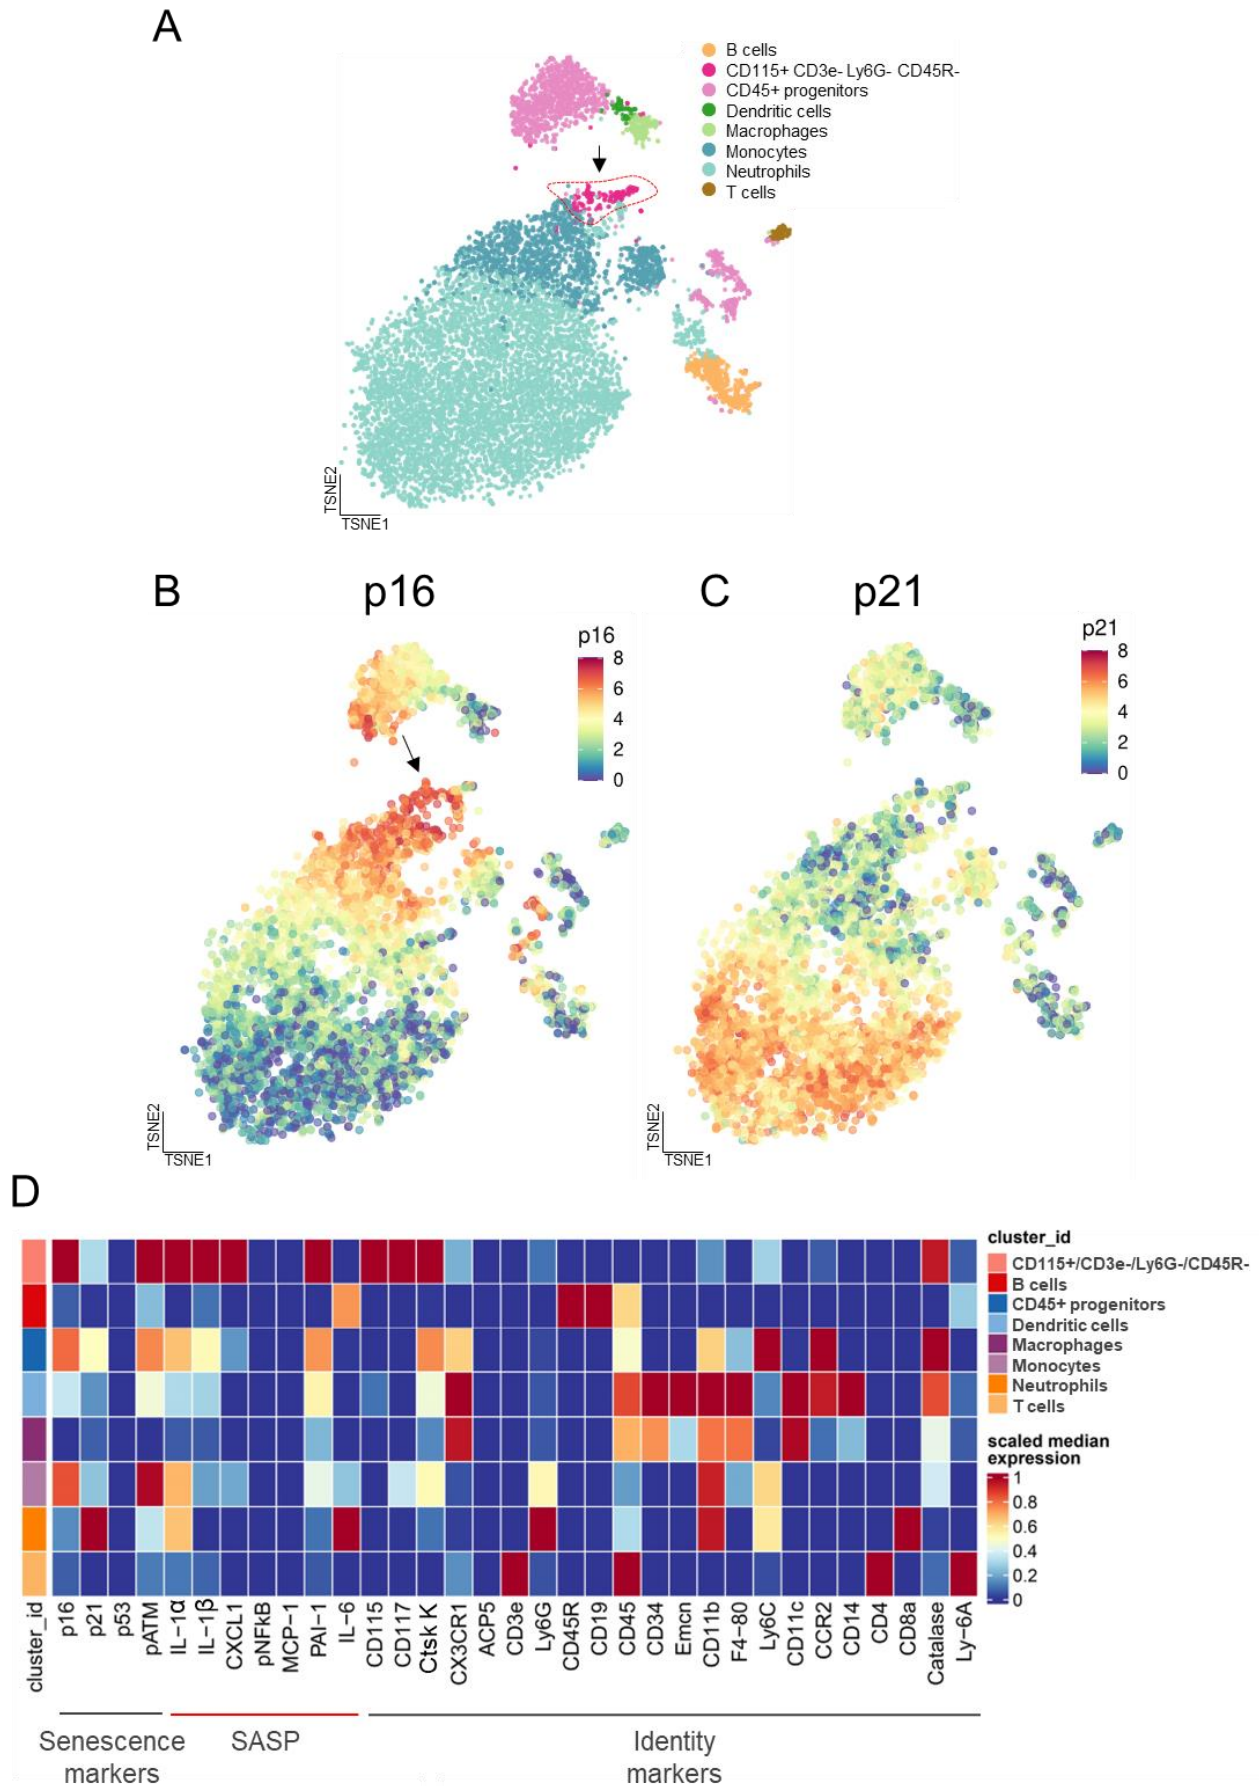 A
B cells
CD115+ CD3e- Ly6G- CD45R-
CD45+ progenitors
Dendritic cells
Macrophages
Monocytes
Neutrophils
T cells
TSNE2
TSNE1
B
p16
p16
8
6
4
2
0
TSNE2
TSNE1
C
p21
p21
8
6
4
2
0
TSNE2
TSNE1
D
cluster_id
CD115+/CD3e-/Ly6G-/CD45R-
B cells
CD45+ progenitors
Dendritic cells
Macrophages
Monocytes
Neutrophils
T cells
scaled median
expression
1
0.8
0.6
0.4
0.2
0
cluster_id
p16
p21
p53
pATM
IL-1α
IL-1β
CXCL1
pNFkB
MCP-1
PAI-1
IL-6
CD115
CD117
Ctsk K
CX3CR1
ACP5
CD3e
Ly6G
CD45R
CD19
CD45
CD34
Emcn
CD11b
F4-80
Ly6C
CD11c
CCR2
CD14
CD4
CD8a
Catalase
Ly-6A
Senescence
markers
SASP
Identity
markers